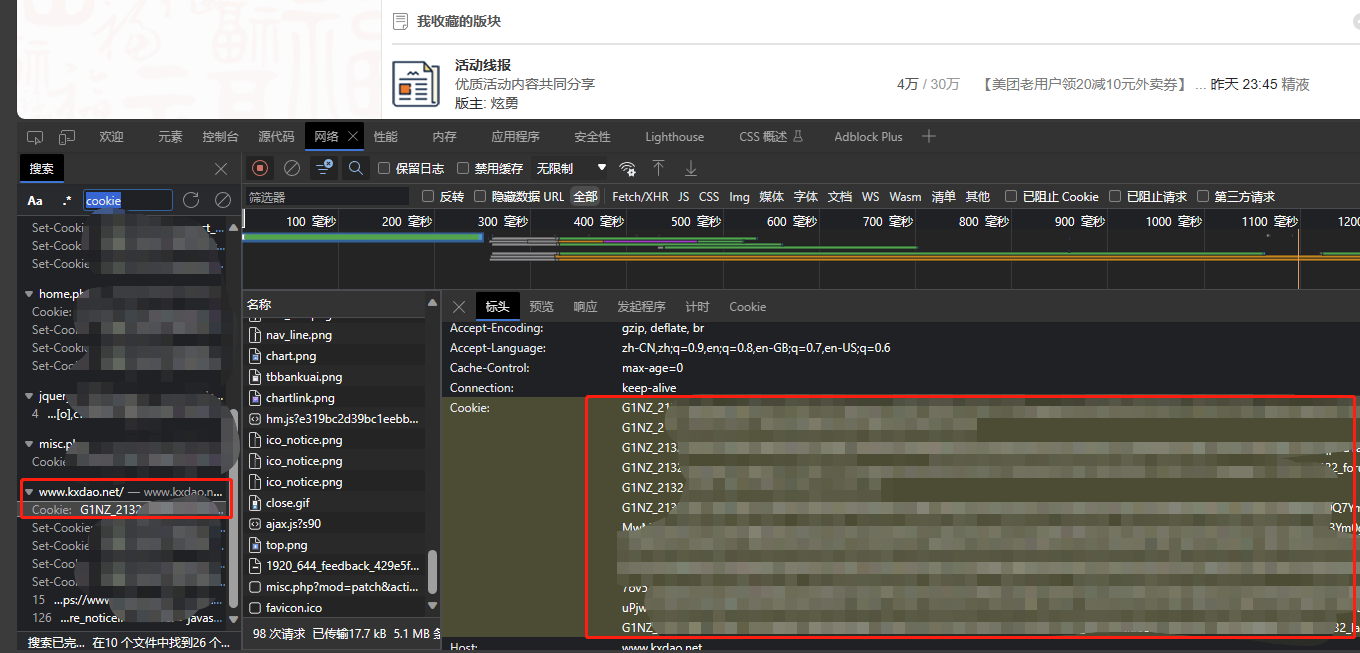 我收藏的版块
活动线报
优质活动内容共同分享
版主: 炫勇
4万 / 30万 【美团老用户领20减10元外卖券】 ... 昨天 23:45 精液
欢迎 元素 控制台 源代码 网络 性能 内存 应用程序 安全性 Lighthouse CSS 概述 Adblock Plus
搜索
保留日志 禁用缓存 无限制
Aa .* cookie
筛选器 反转 隐藏数据 URL 全部 Fetch/XHR JS CSS Img 媒体 字体 文档 WS Wasm 清单 其他 已阻止 Cookie 已阻止请求 第三方请求
100 毫秒 200 毫秒 300 毫秒 400 毫秒 500 毫秒 600 毫秒 700 毫秒 800 毫秒 900 毫秒 1000 毫秒 1100 毫秒 1200
Set-Cooki
Set-Cooki
Set-Cookie
home.ph
Cookie:
Set-Coo
Set-Cooki
Set-Cooki
jquer
4 ...[o],c
misc.p
Cookie
www.kxdao.net/ — www.kxdao.n...
Cookie: G1NZ_2132
Set-Cookie:
Set-Cookie
Set-Coo
Set-Cooki
15 ...ps://ww
126 ...re_notice ...javas...
搜索已完... 在10 个文件中找到26 个...
名称
nav_line.png
chart.png
tbbankuai.png
chartlink.png
hm.js?e319bc2d39bc1eebb...
ico_notice.png
ico_notice.png
ico_notice.png
close.gif
ajax.js?s90
top.png
1920_644_feedback_429e5f...
misc.php?mod=patch&acti...
favicon.ico
98 次请求 已传输17.7 kB 5.1 MB
标头 预览 响应 发起程序 计时 Cookie
Accept-Encoding: gzip, deflate, br
Accept-Language: zh-CN,zh;q=0.9,en;q=0.8,en-GB;q=0.7,en-US;q=0.6
Cache-Control: max-age=0
Connection: keep-alive
Cookie: G1NZ_21
G1NZ_2
G1NZ_213
G1NZ_2132
G1NZ_2132
G1NZ_213
uPjw
G1NZ_
Host: www.kxdao.net